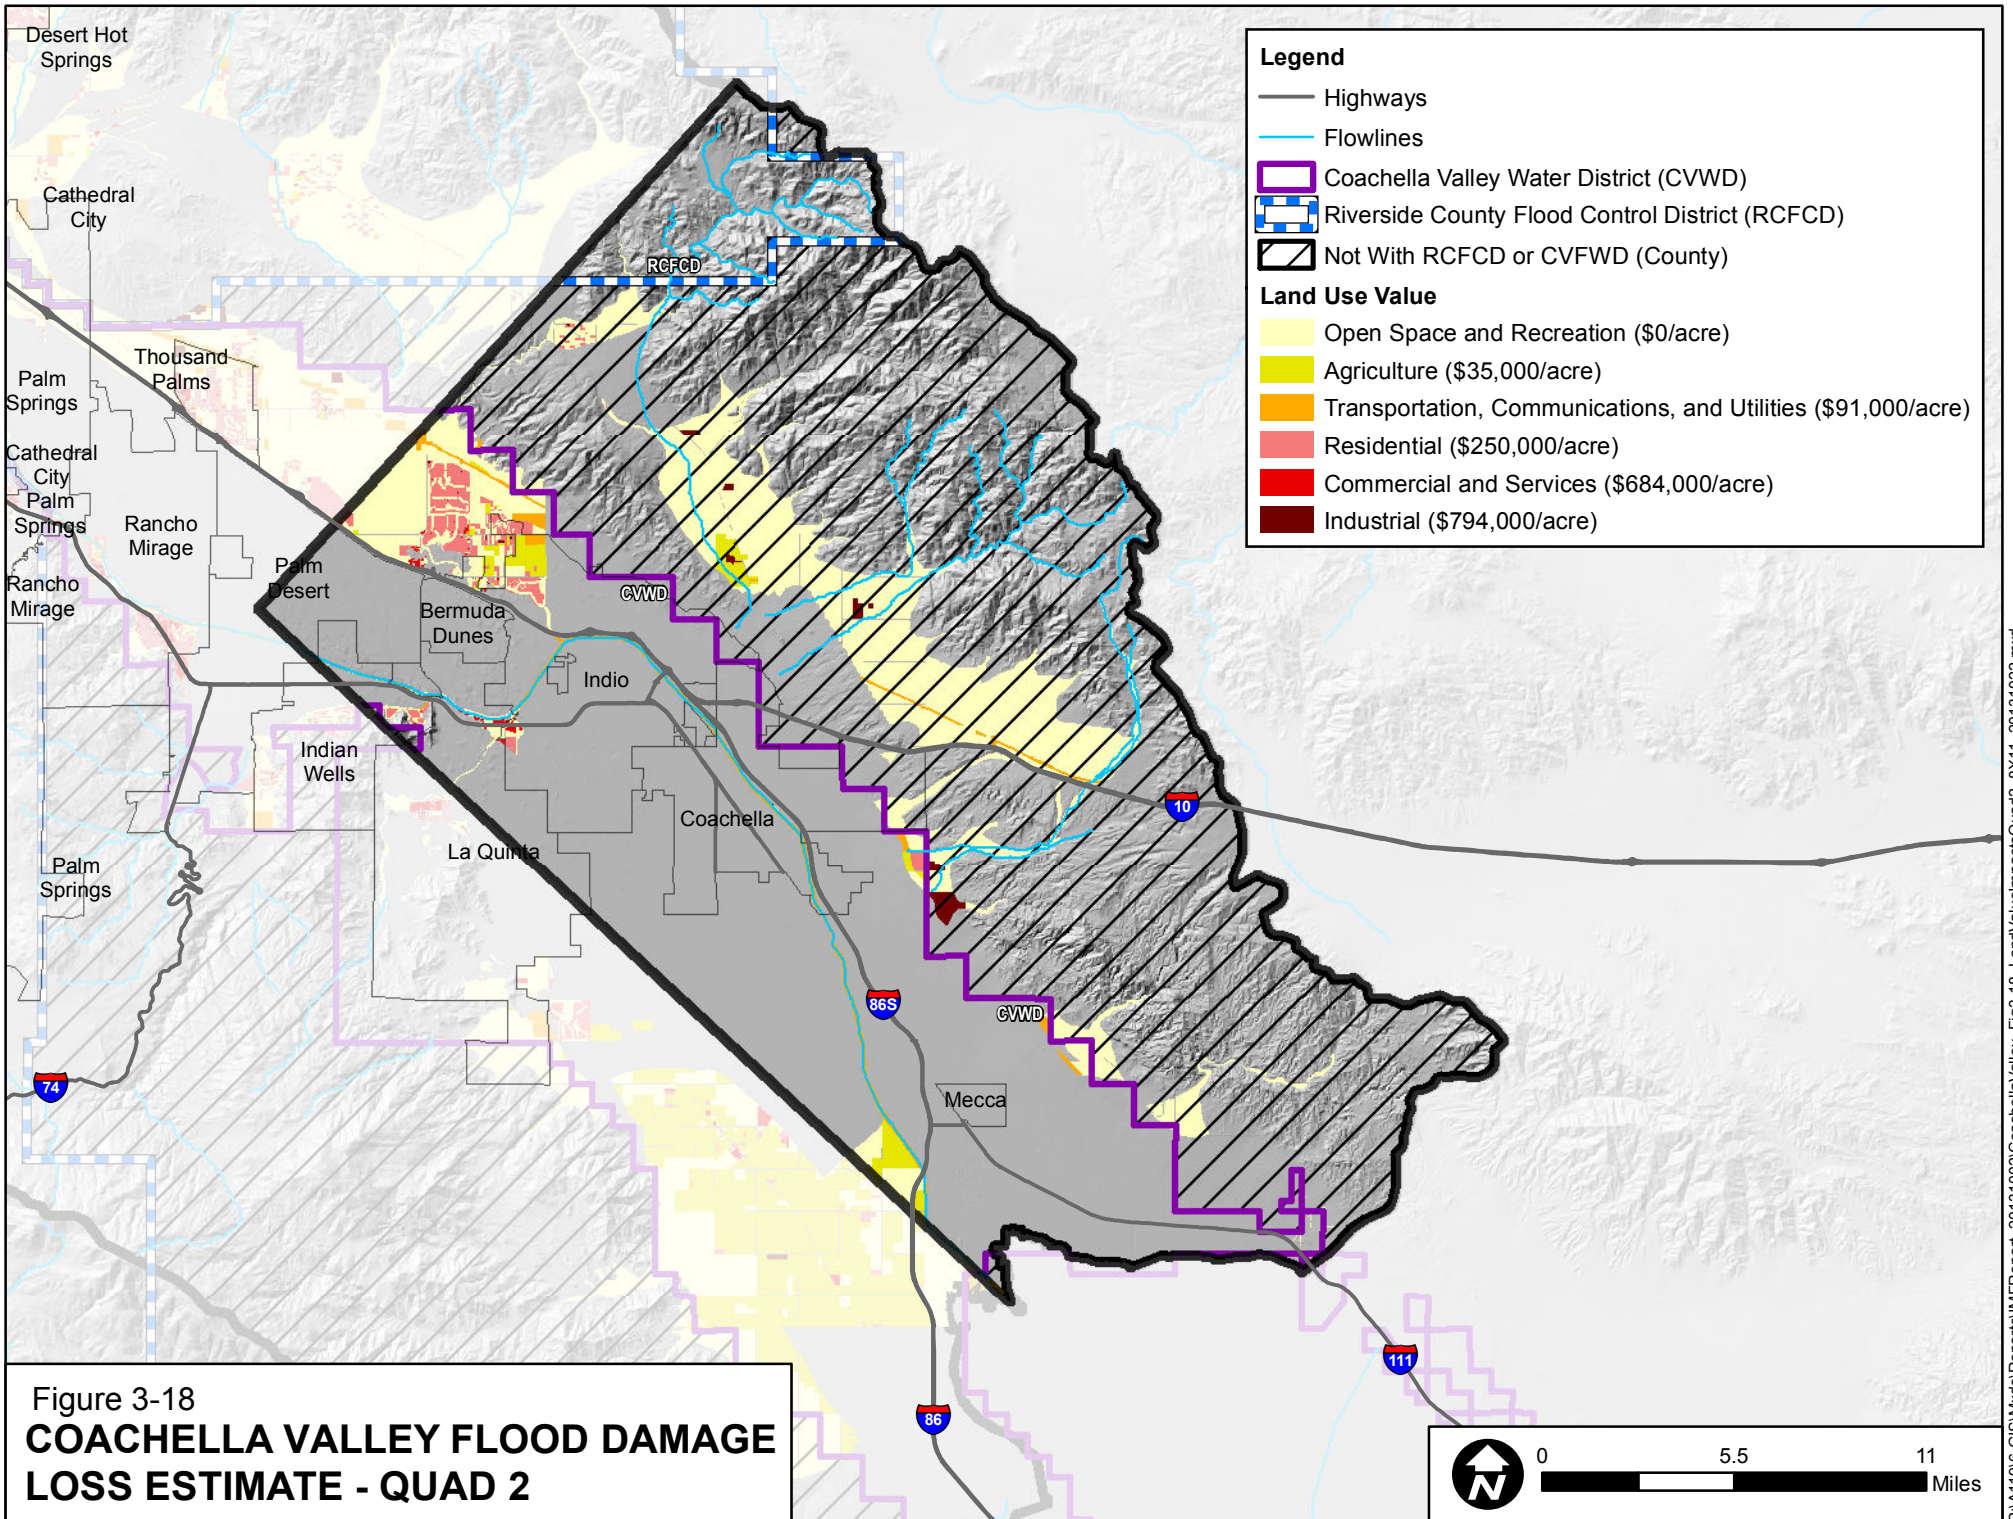 Desert Hot
Springs
Cathedral
City
Thousand
Palms
Palm
Springs
Cathedral
City
Palm
Springs
Rancho
Mirage
Rancho
Mirage
Palm
Desert
Bermuda
Dunes
Indio
Indian
Wells
Coachella
La Quinta
Palm
Springs
Mecca
RCFCD
CVWD
CVWD
10
86S
74
86
111
Legend
Highways
Flowlines
Coachella Valley Water District (CVWD)
Riverside County Flood Control District (RCFCD)
Not With RCFCD or CVFWD (County)
Land Use Value
Open Space and Recreation ($0/acre)
Agriculture ($35,000/acre)
Transportation, Communications, and Utilities ($91,000/acre)
Residential ($250,000/acre)
Commercial and Services ($684,000/acre)
Industrial ($794,000/acre)
Figure 3-18
COACHELLA VALLEY FLOOD DAMAGE
LOSS ESTIMATE - QUAD 2
N
0 5.5 11
Miles